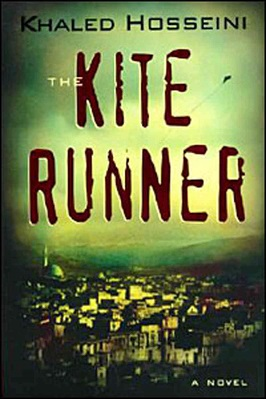 KHALED HOSSEINI
THE
KITE
RUNNER
A NOVEL